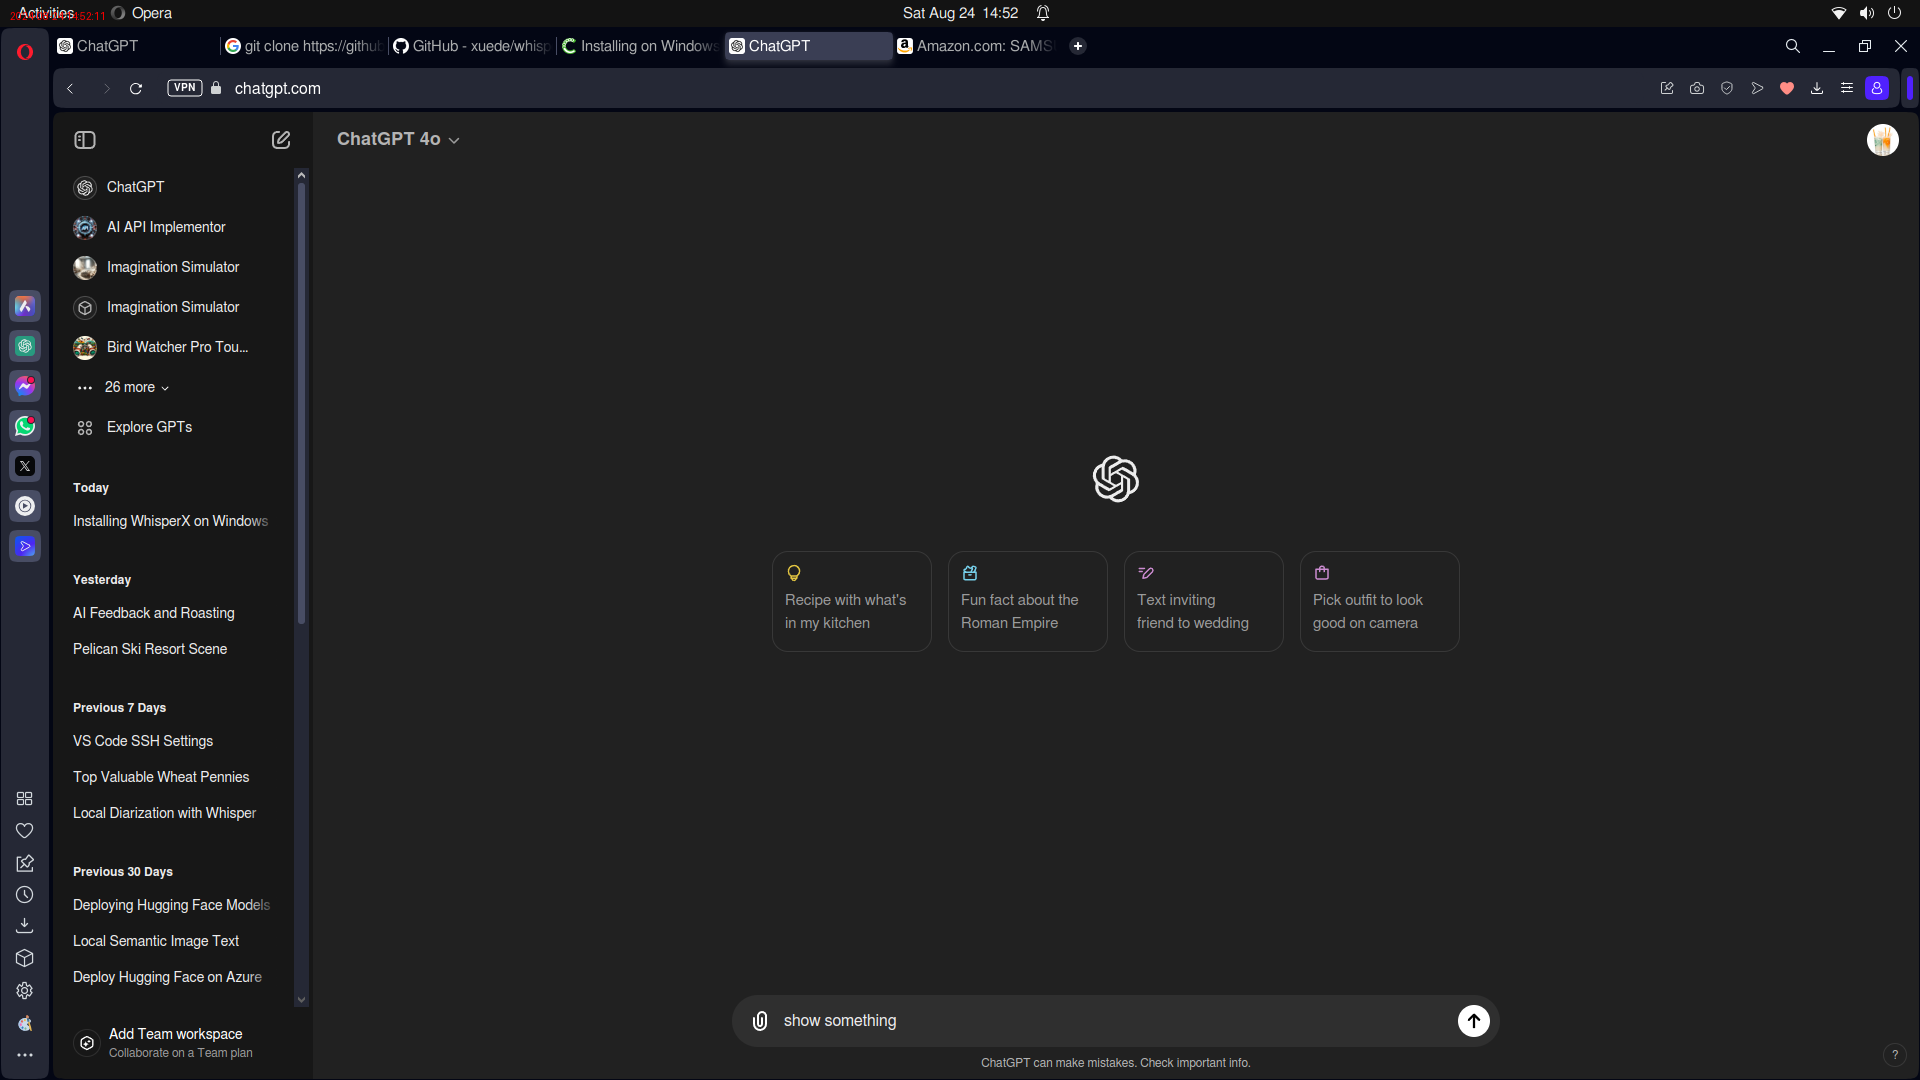 Activities
Opera
Sat Aug 24 14:52
ChatGPT
git clone https://githu
GitHub - xuede/whisp
Installing on Windows
ChatGPT
Amazon.com: SAMS
VPN
chatgpt.com
ChatGPT 4o
ChatGPT
AI API Implementor
Imagination Simulator
Imagination Simulator
Bird Watcher Pro Tou...
26 more
Explore GPTs
Today
Installing WhisperX on Windows
Yesterday
AI Feedback and Roasting
Pelican Ski Resort Scene
Previous 7 Days
VS Code SSH Settings
Top Valuable Wheat Pennies
Local Diarization with Whisper
Previous 30 Days
Deploying Hugging Face Models
Local Semantic Image Text
Deploy Hugging Face on Azure
Add Team workspace
Collaborate on a Team plan
Recipe with what's
in my kitchen
Fun fact about the
Roman Empire
Text inviting
friend to wedding
Pick outfit to look
good on camera
show something
ChatGPT can make mistakes. Check important info.
?